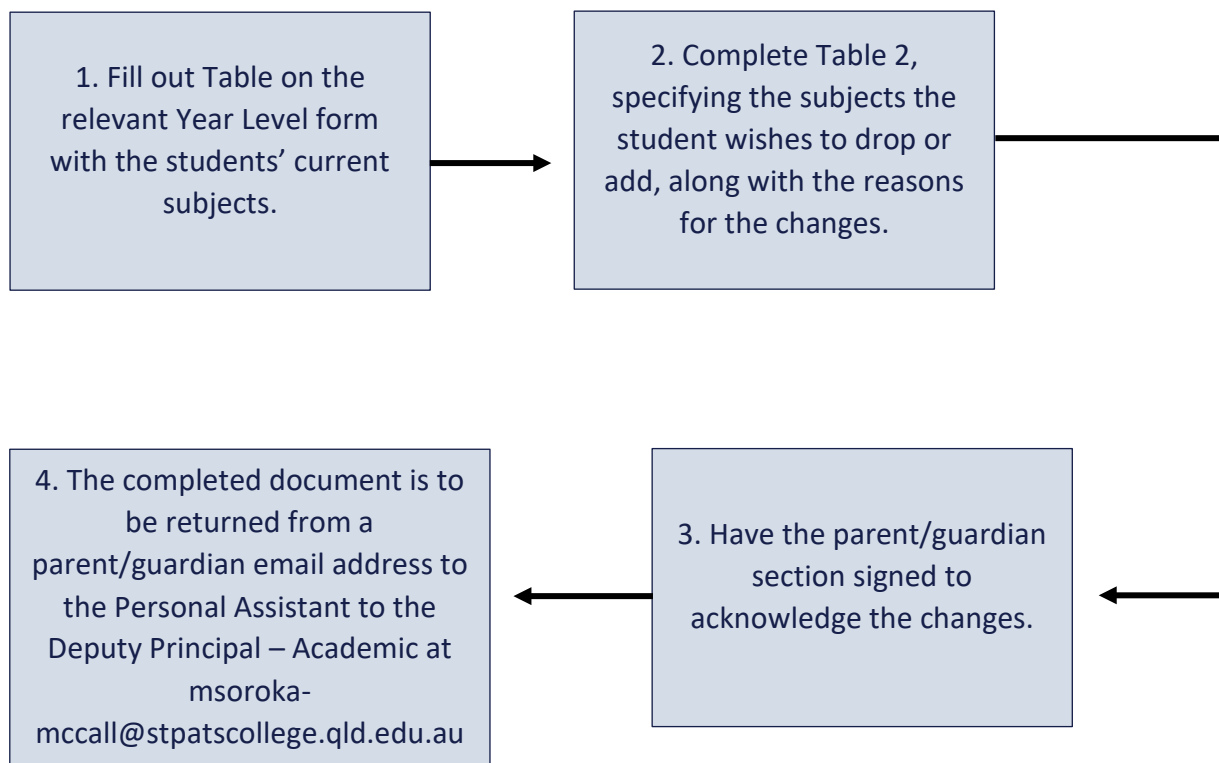 1. Fill out Table on the
relevant Year Level form
with the students’ current
subjects.
2. Complete Table 2,
specifying the subjects the
student wishes to drop or
add, along with the reasons
for the changes.
3. Have the parent/guardian
section signed to
acknowledge the changes.
4. The completed document is to
be returned from a
parent/guardian email address to
the Personal Assistant to the
Deputy Principal – Academic at
msoroka-
mccall@stpatscollege.qld.edu.au